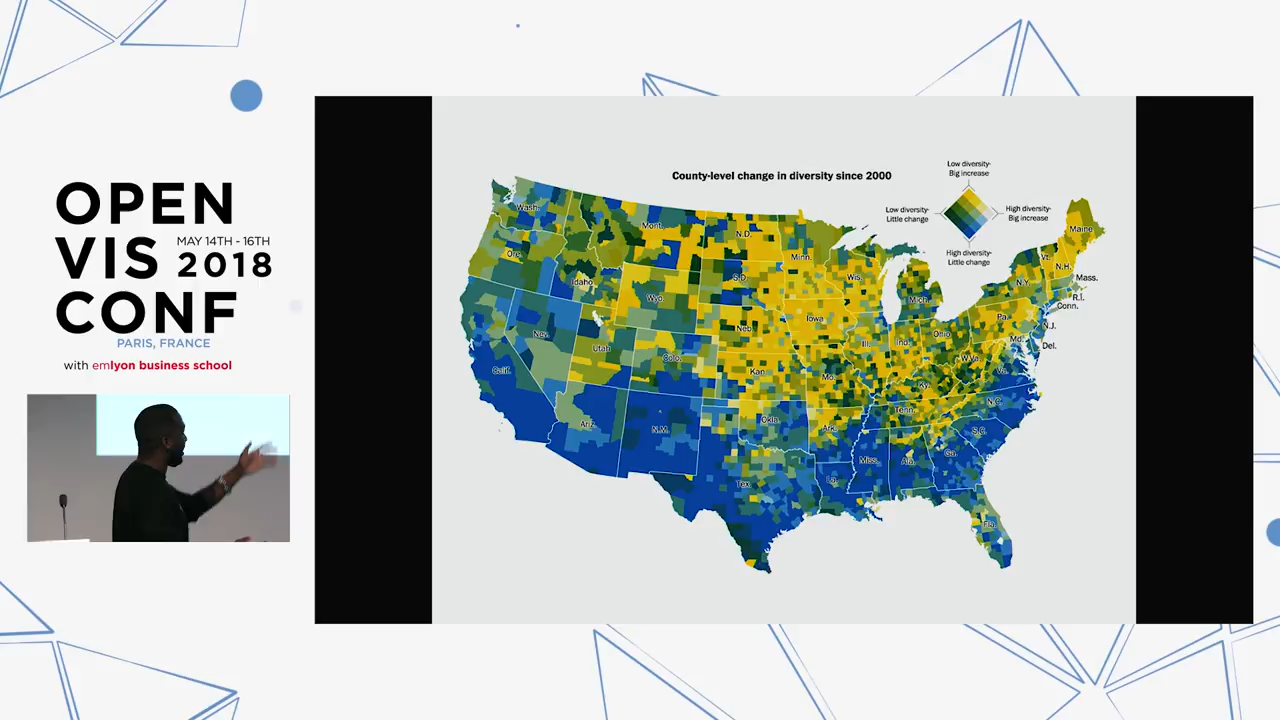 OPEN
VIS
MAY 14TH - 16TH
2018
CONF
PARIS, FRANCE
with emlyon business school
County-level change in diversity since 2000
Low diversity-
Big increase
Low diversity-
Little change
High diversity-
Big increase
High diversity-
Little change
Wash.
Mont.
N.D.
Minn.
Maine
Ore.
Idaho
S.D.
Wis.
Mich.
N.Y.
Vt.
N.H.
Mass.
R.I.
Conn.
Wyo.
Iowa
Pa.
N.J.
Nev.
Utah
Neb.
Ill.
Ind.
Ohio
Md.
Del.
Calif.
Colo.
Kan.
Mo.
Ky.
W.Va.
Va.
Ariz.
N.M.
Okla.
Ark.
Tenn.
N.C.
S.C.
Tex.
La.
Miss.
Ala.
Ga.
Fla.